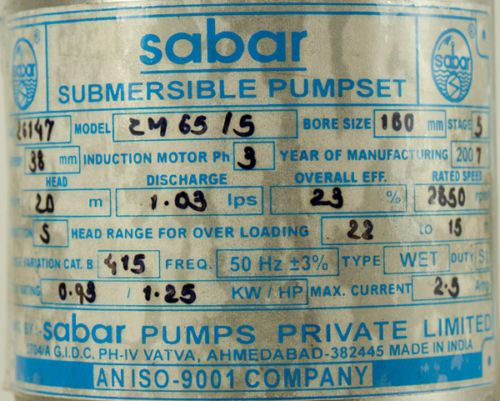 sabar
sabar
sabar
SUBMERSIBLE PUMPSET
26147 MODEL ZM 65/5 BORE SIZE 160 mm STAGE 5
38 mm INDUCTION MOTOR Ph 3 YEAR OF MANUFACTURING 2007
HEAD DISCHARGE OVERALL EFF. RATED SPEED
20 m 1.03 lps 23 % 2850
5 HEAD RANGE FOR OVER LOADING 22 to 15
VARIATION CAT. B 415 FREQ. 50 Hz ±3% TYPE WET DUTY
0.93 / 1.25 KW / HP MAX. CURRENT 2.5
BY :- sabar PUMPS PRIVATE LIMITED
G.I.D.C. PH-IV VATVA, AHMEDABAD-382445 MADE IN INDIA
AN ISO-9001 COMPANY